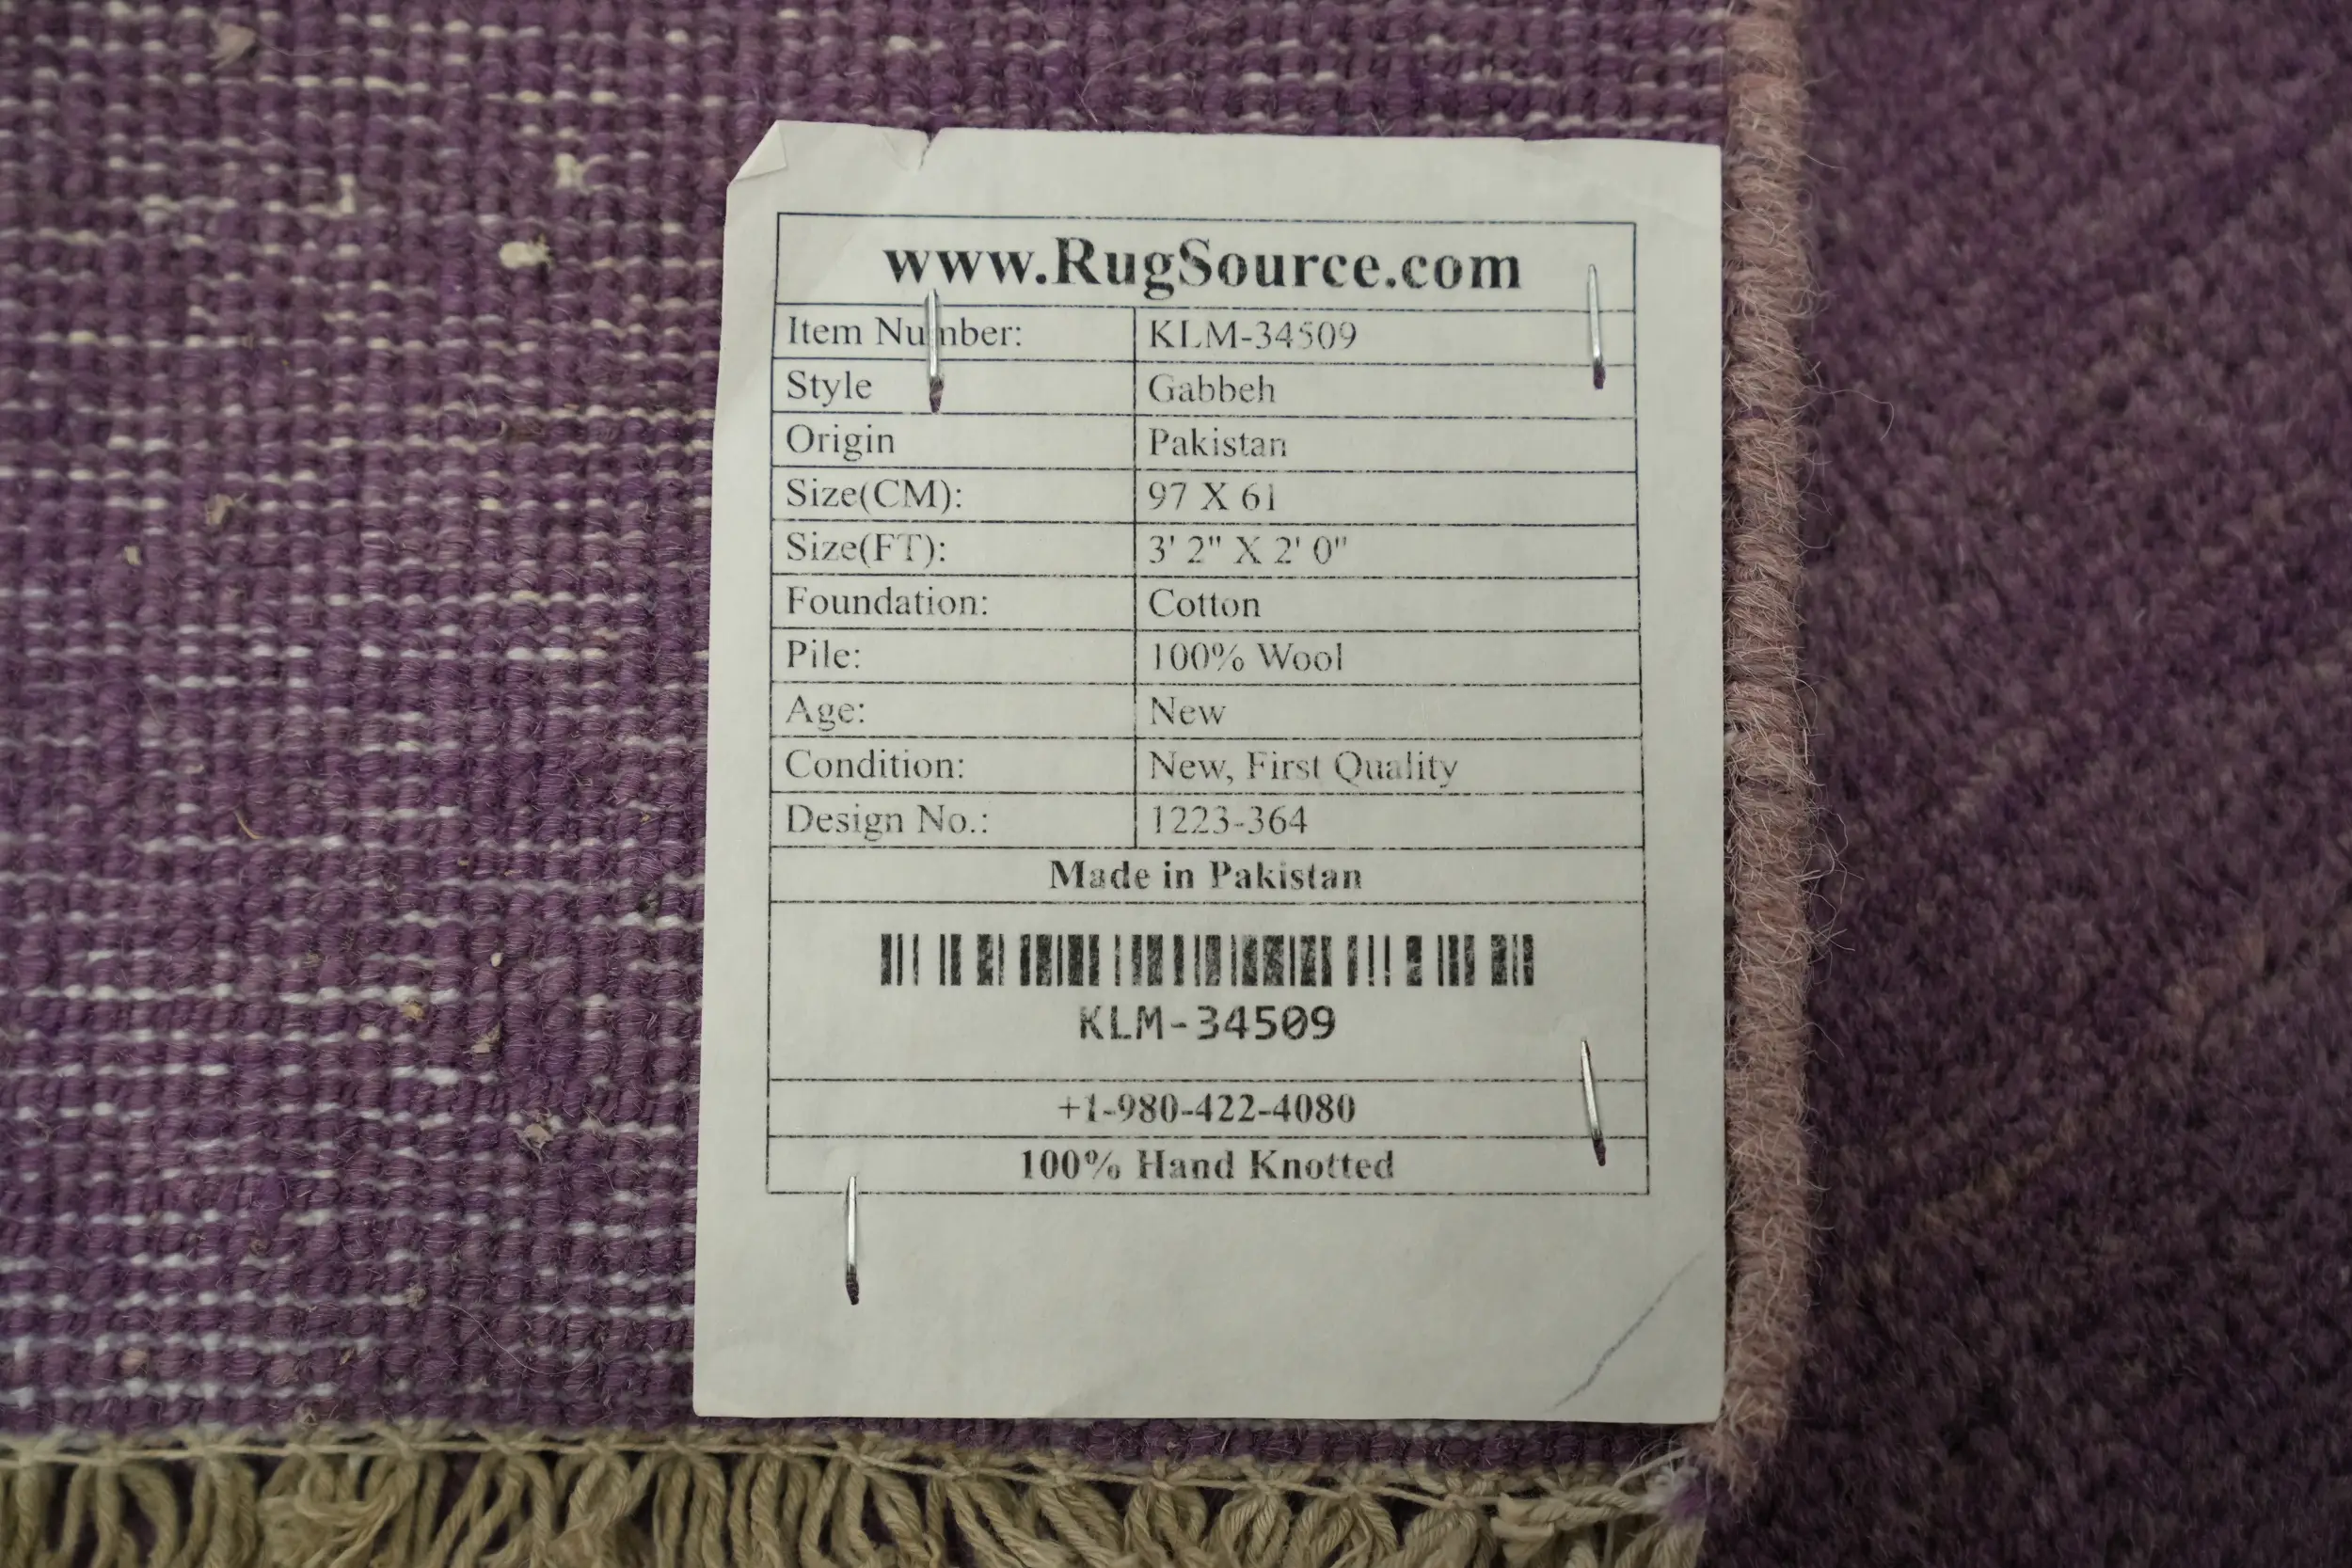 www.RugSource.com
Item Number: KLM-34509
Style Gabbeh
Origin Pakistan
Size(CM): 97 X 61
Size(FT): 3' 2" X 2' 0"
Foundation: Cotton
Pile: 100% Wool
Age: New
Condition: New, First Quality
Design No.: 1223-364
Made in Pakistan
KLM-34509
+1-980-422-4080
100% Hand Knotted